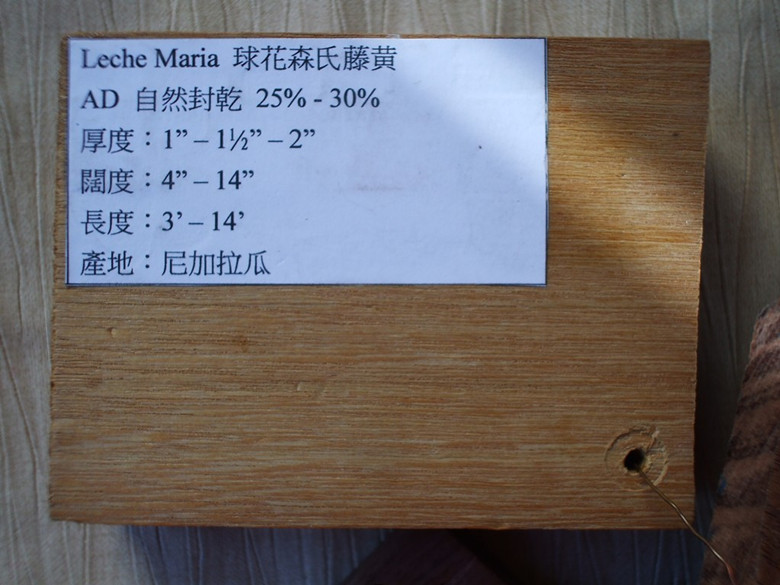 Leche Maria 球花森氏藤黄
AD 自然封乾 25% - 30%
厚度：1” – 1½” – 2”
闊度：4” – 14”
長度：3’ – 14’
產地：尼加拉瓜